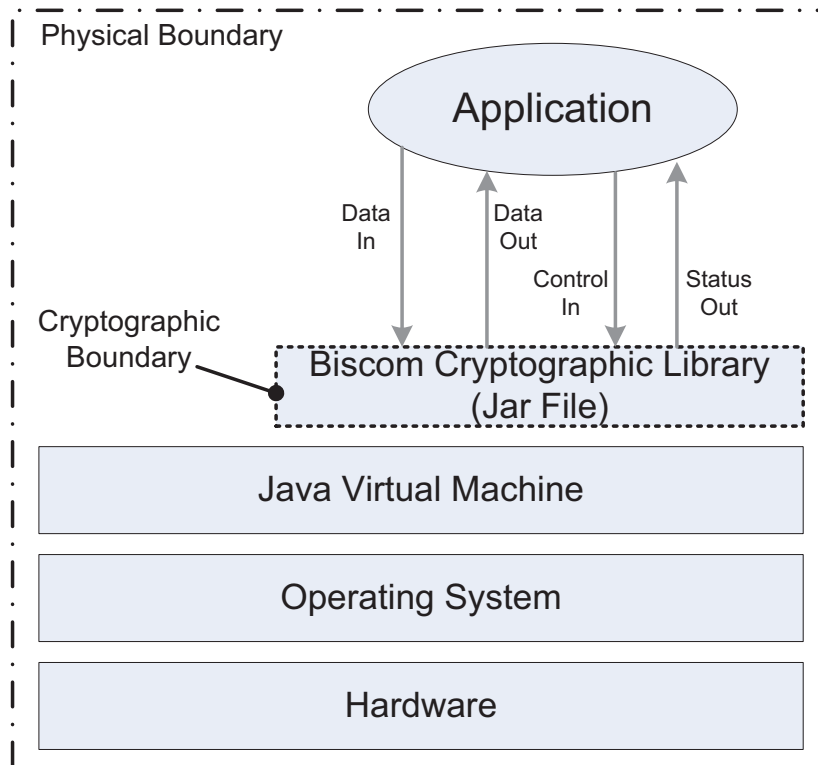 Physical Boundary
Application
Data
In
Data
Out
Control
In
Status
Out
Cryptographic
Boundary
Biscom Cryptographic Library
(Jar File)
Java Virtual Machine
Operating System
Hardware